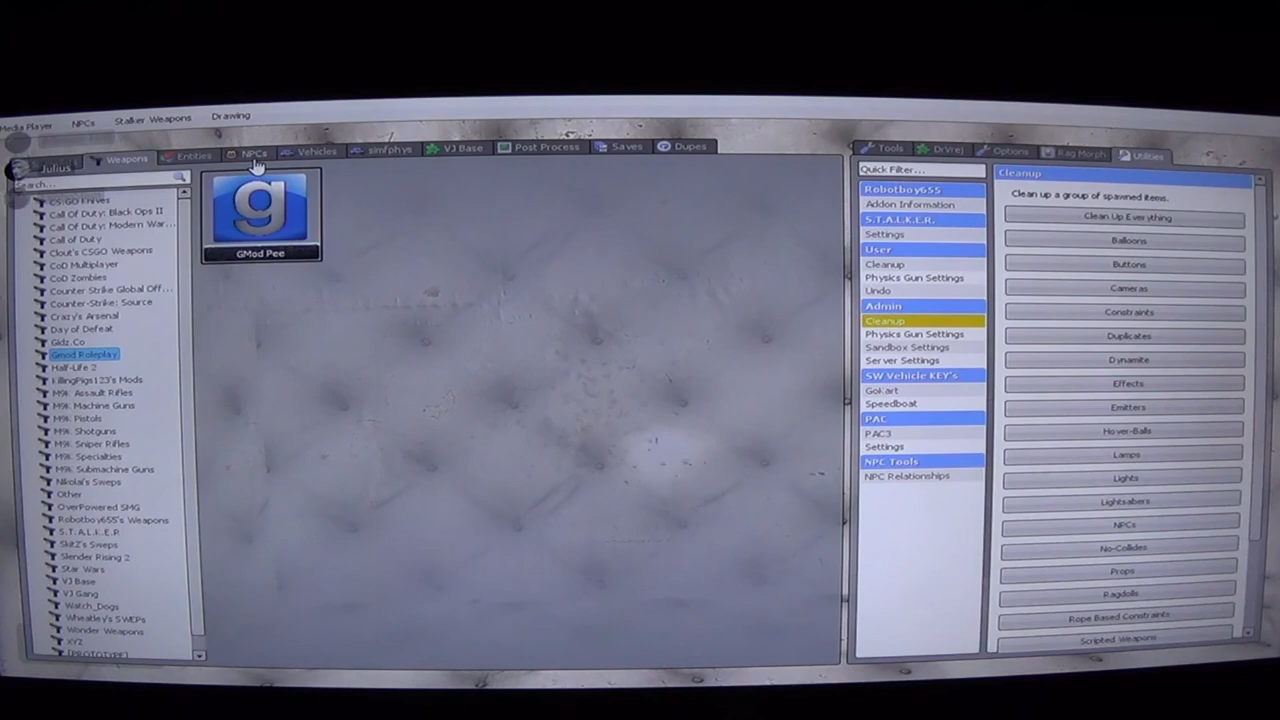 Media Player NPCs Stalker Weapons Drawing
Julius
Weapons Entities NPCs Vehicles simfphys VJ Base Post Process Saves Dupes
Search...
CS:GO Knives
Call Of Duty: Black Ops II
Call of Duty: Modern War...
Call of Duty
Clout's CSGO Weapons
CoD Multiplayer
CoD Zombies
Counter Strike Global Off...
Counter-Strike: Source
Crazy's Arsenal
Day of Defeat
Gidz.Co
Gmod Roleplay
Half-Life 2
KillingPigs123's Mods
M9K Assault Rifles
M9K Machine Guns
M9K Pistols
M9K Shotguns
M9K Sniper Rifles
M9K Specialties
M9K Submachine Guns
Nikolai's Sweps
Other
OverPowered SMG
Robotboy655's Weapons
S.T.A.L.K.E.R
SkitZ's Sweps
Slender Rising 2
Star Wars
VJ Base
VJ Gang
Watch_Dogs
Wheatley's SWEPs
Wonder Weapons
XYZ
[PROTOTYPE]
g
GMod Pee
Tools DrVrej Options Rag Morph Utilities
Quick Filter...
Robotboy655
Addon Information
S.T.A.L.K.E.R.
Settings
User
Cleanup
Physics Gun Settings
Undo
Admin
Cleanup
Physics Gun Settings
Sandbox Settings
Server Settings
SW Vehicle KEY's
GoKart
Speedboat
PAC
PAC3
Settings
NPC Tools
NPC Relationships
Cleanup
Clean up a group of spawned items.
Clean Up Everything
Balloons
Buttons
Cameras
Constraints
Duplicates
Dynamite
Effects
Emitters
Hover-Balls
Lamps
Lights
Lightsabers
NPCs
No-Collides
Props
Ragdolls
Rope Based Constraints
Scripted Weapons